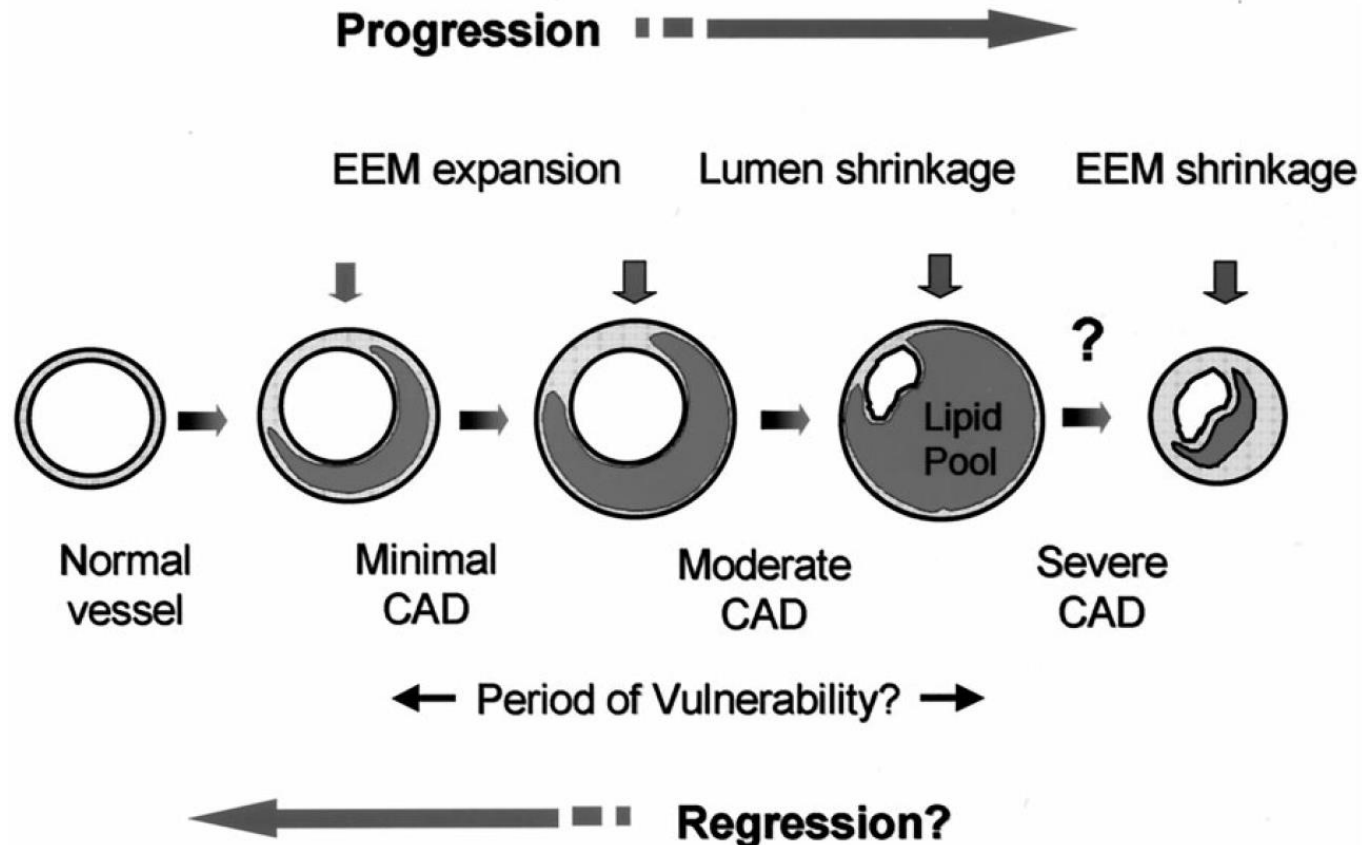 Progression
EEM expansion
Lumen shrinkage
EEM shrinkage
?
Lipid
Pool
Normal
vessel
Minimal
CAD
Moderate
CAD
Severe
CAD
Period of Vulnerability?
Regression?